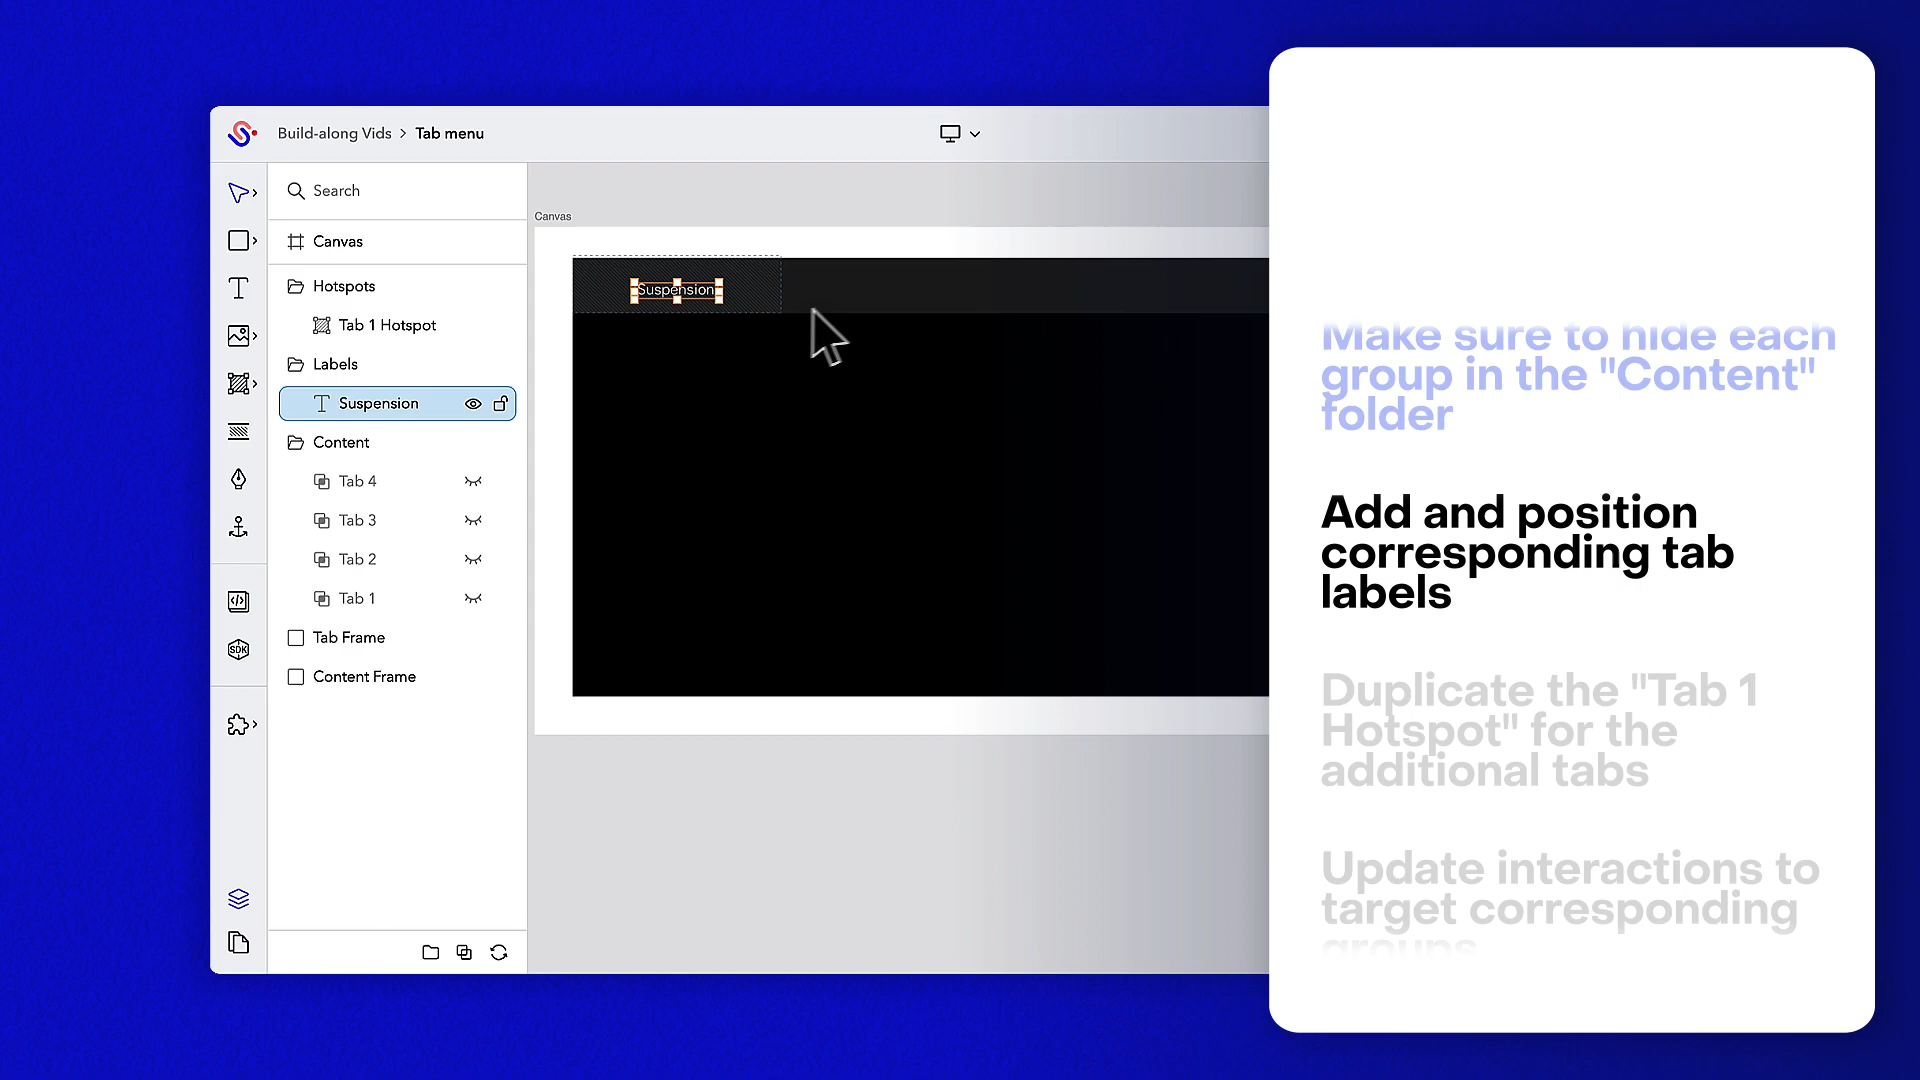 Build-along Vids > Tab menu
Search
Canvas
Hotspots
Tab 1 Hotspot
Labels
Suspension
Content
Tab 4
Tab 3
Tab 2
Tab 1
Tab Frame
Content Frame
SDK
Canvas
Suspension
Make sure to hide each
group in the "Content"
folder
Add and position
corresponding tab
labels
Duplicate the "Tab 1
Hotspot" for the
additional tabs
Update interactions to
target corresponding
groups